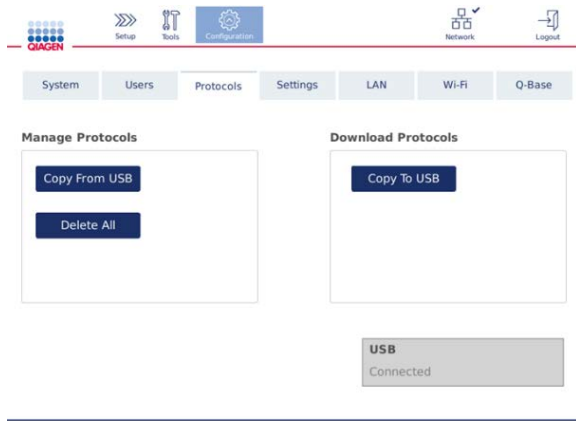 QIAGEN
Setup
Tools
Configuration
Network
Logout
System Users Protocols Settings LAN Wi-Fi Q-Base
Manage Protocols
Download Protocols
Copy From USB
Copy To USB
Delete All
USB
Connected